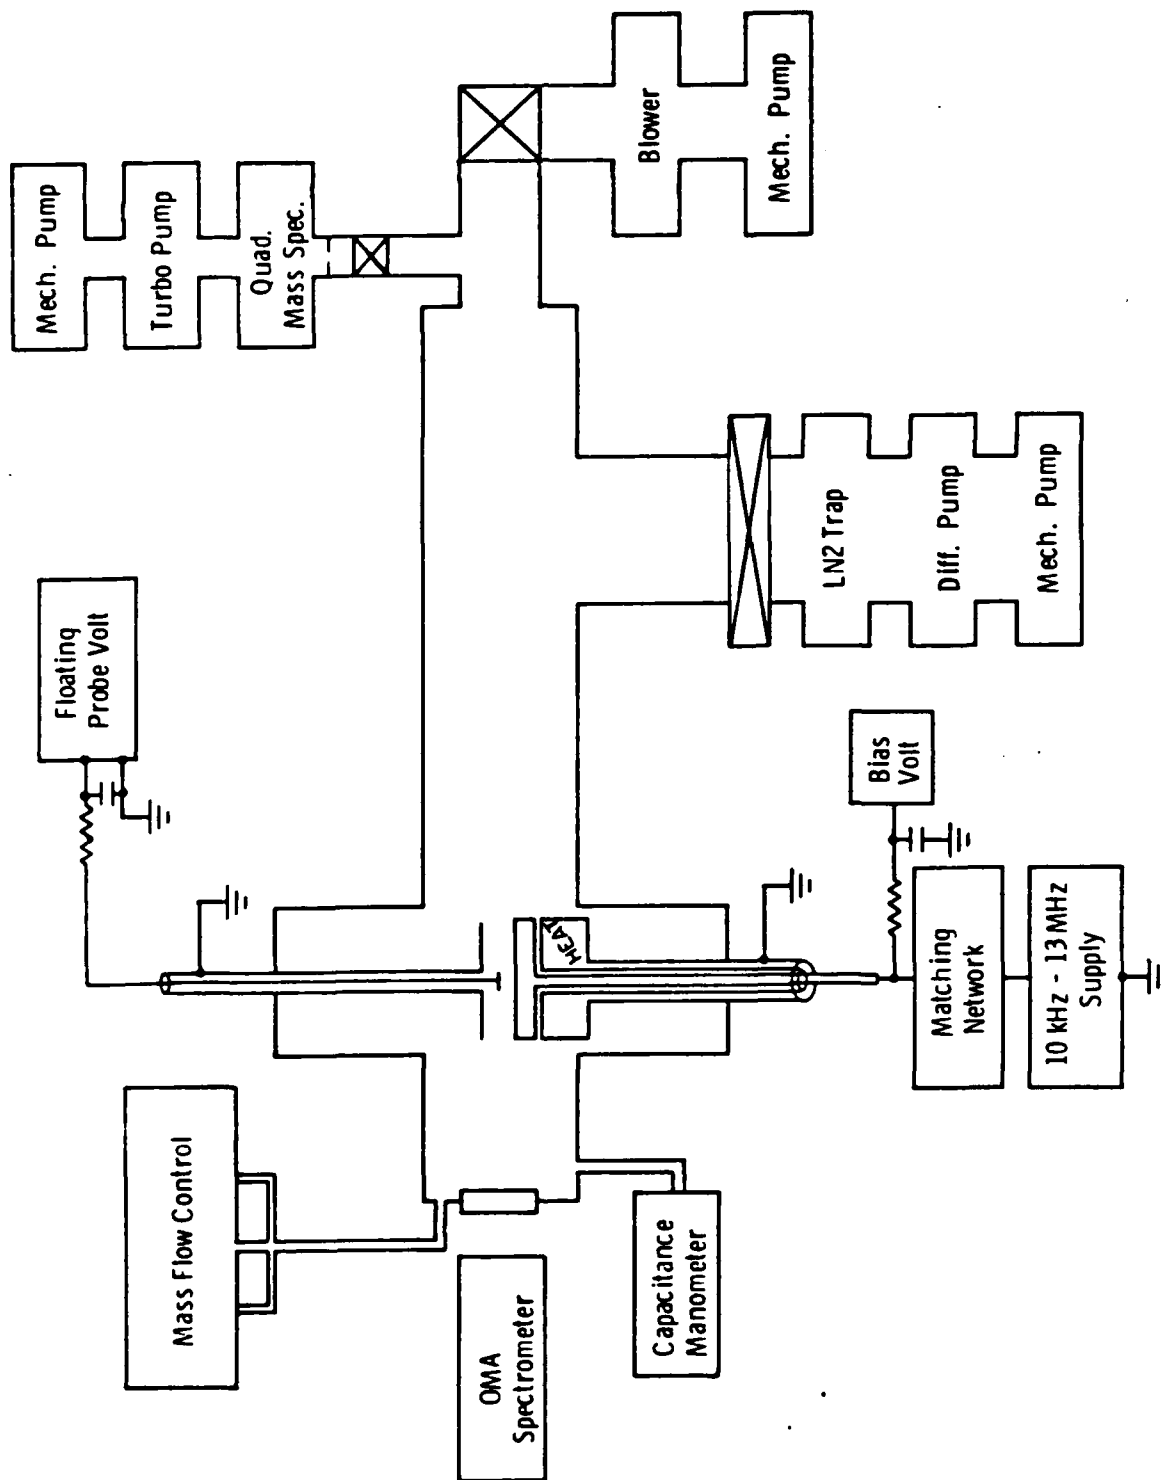 Mass Flow Control
OMA
Spectrometer
Capacitance
Manometer
Floating
Probe Volt
HEAT
Matching
Network
10 kHz - 13 MHz
Supply
Bias
Volt
LN2 Trap
Diff. Pump
Mech. Pump
Mech. Pump
Turbo Pump
Quad.
Mass Spec.
Blower
Mech. Pump